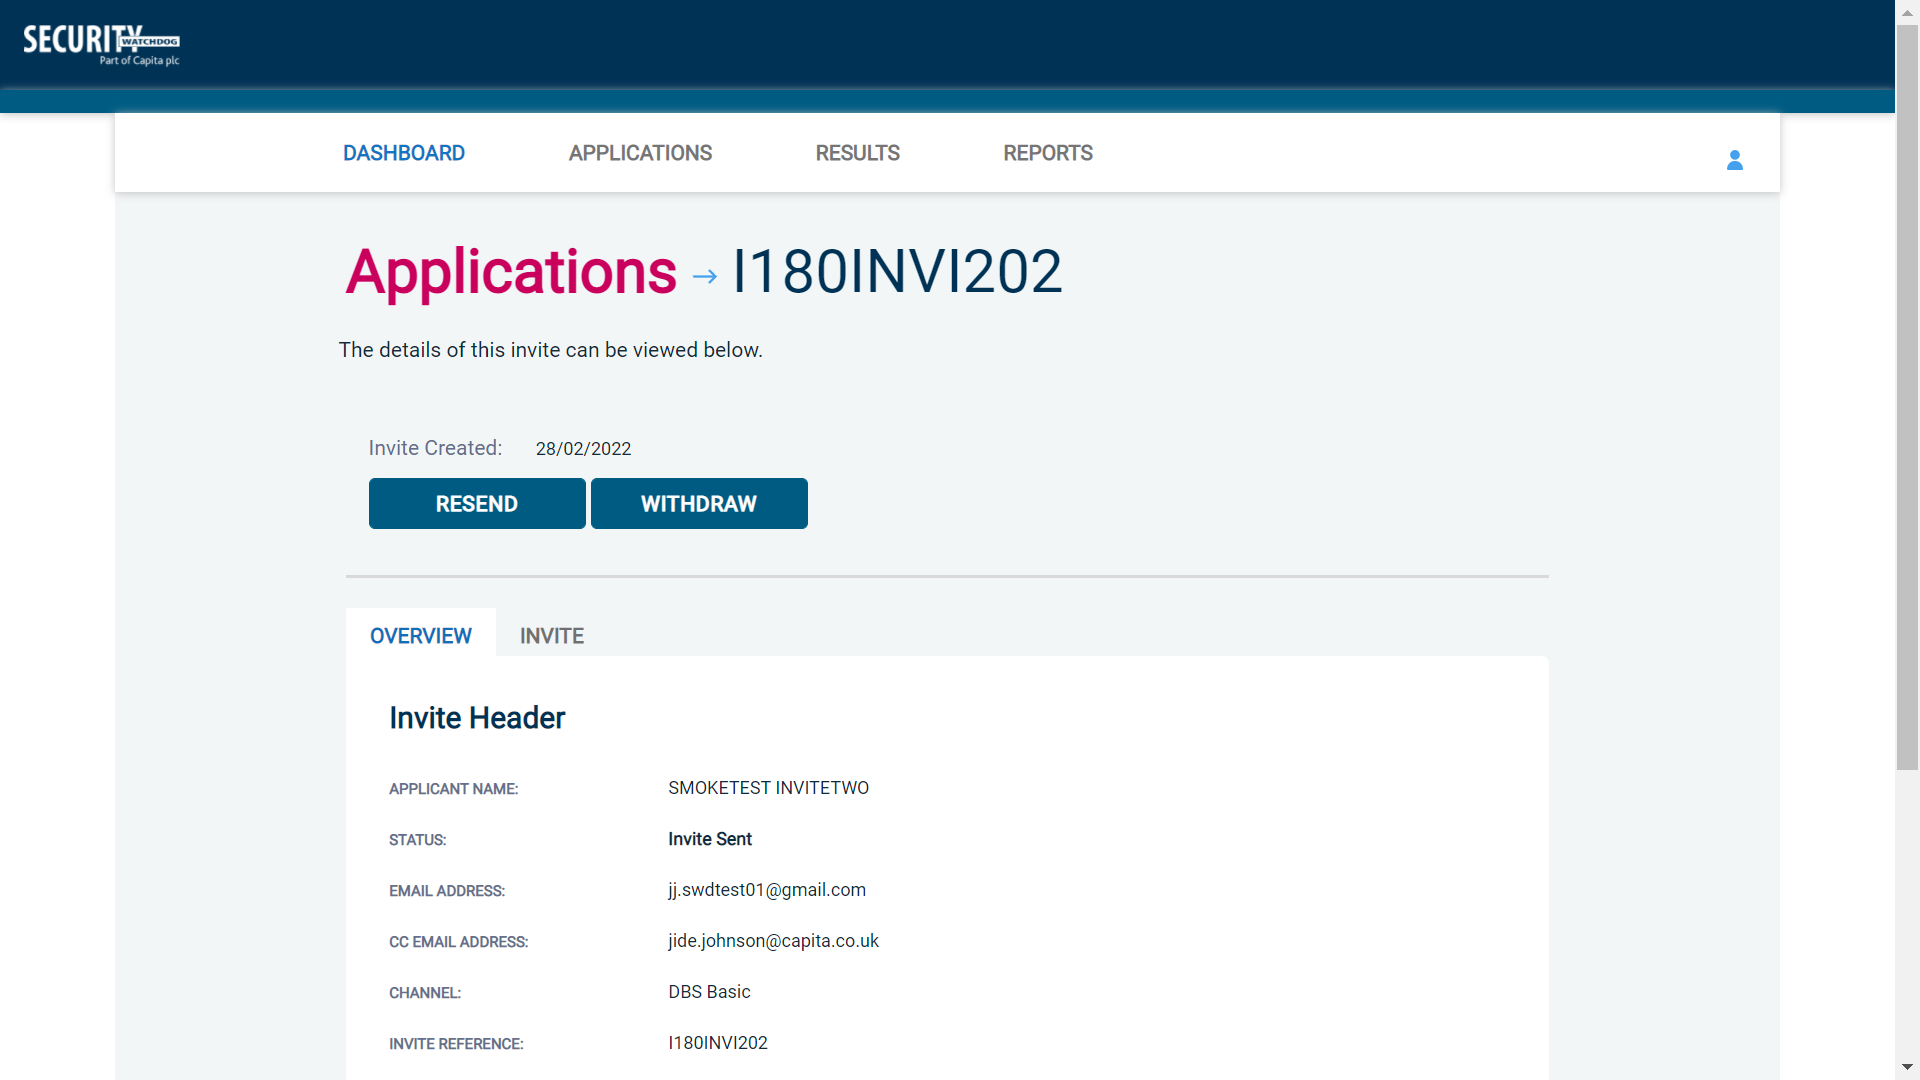 SECURITY WATCHDOG
Part of Capita plc
DASHBOARD APPLICATIONS RESULTS REPORTS
Applications → I180INVI202
The details of this invite can be viewed below.
Invite Created: 28/02/2022
RESEND WITHDRAW
OVERVIEW INVITE
Invite Header
APPLICANT NAME: SMOKETEST INVITETWO
STATUS: Invite Sent
EMAIL ADDRESS: jj.swdtest01@gmail.com
CC EMAIL ADDRESS: jide.johnson@capita.co.uk
CHANNEL: DBS Basic
INVITE REFERENCE: I180INVI202